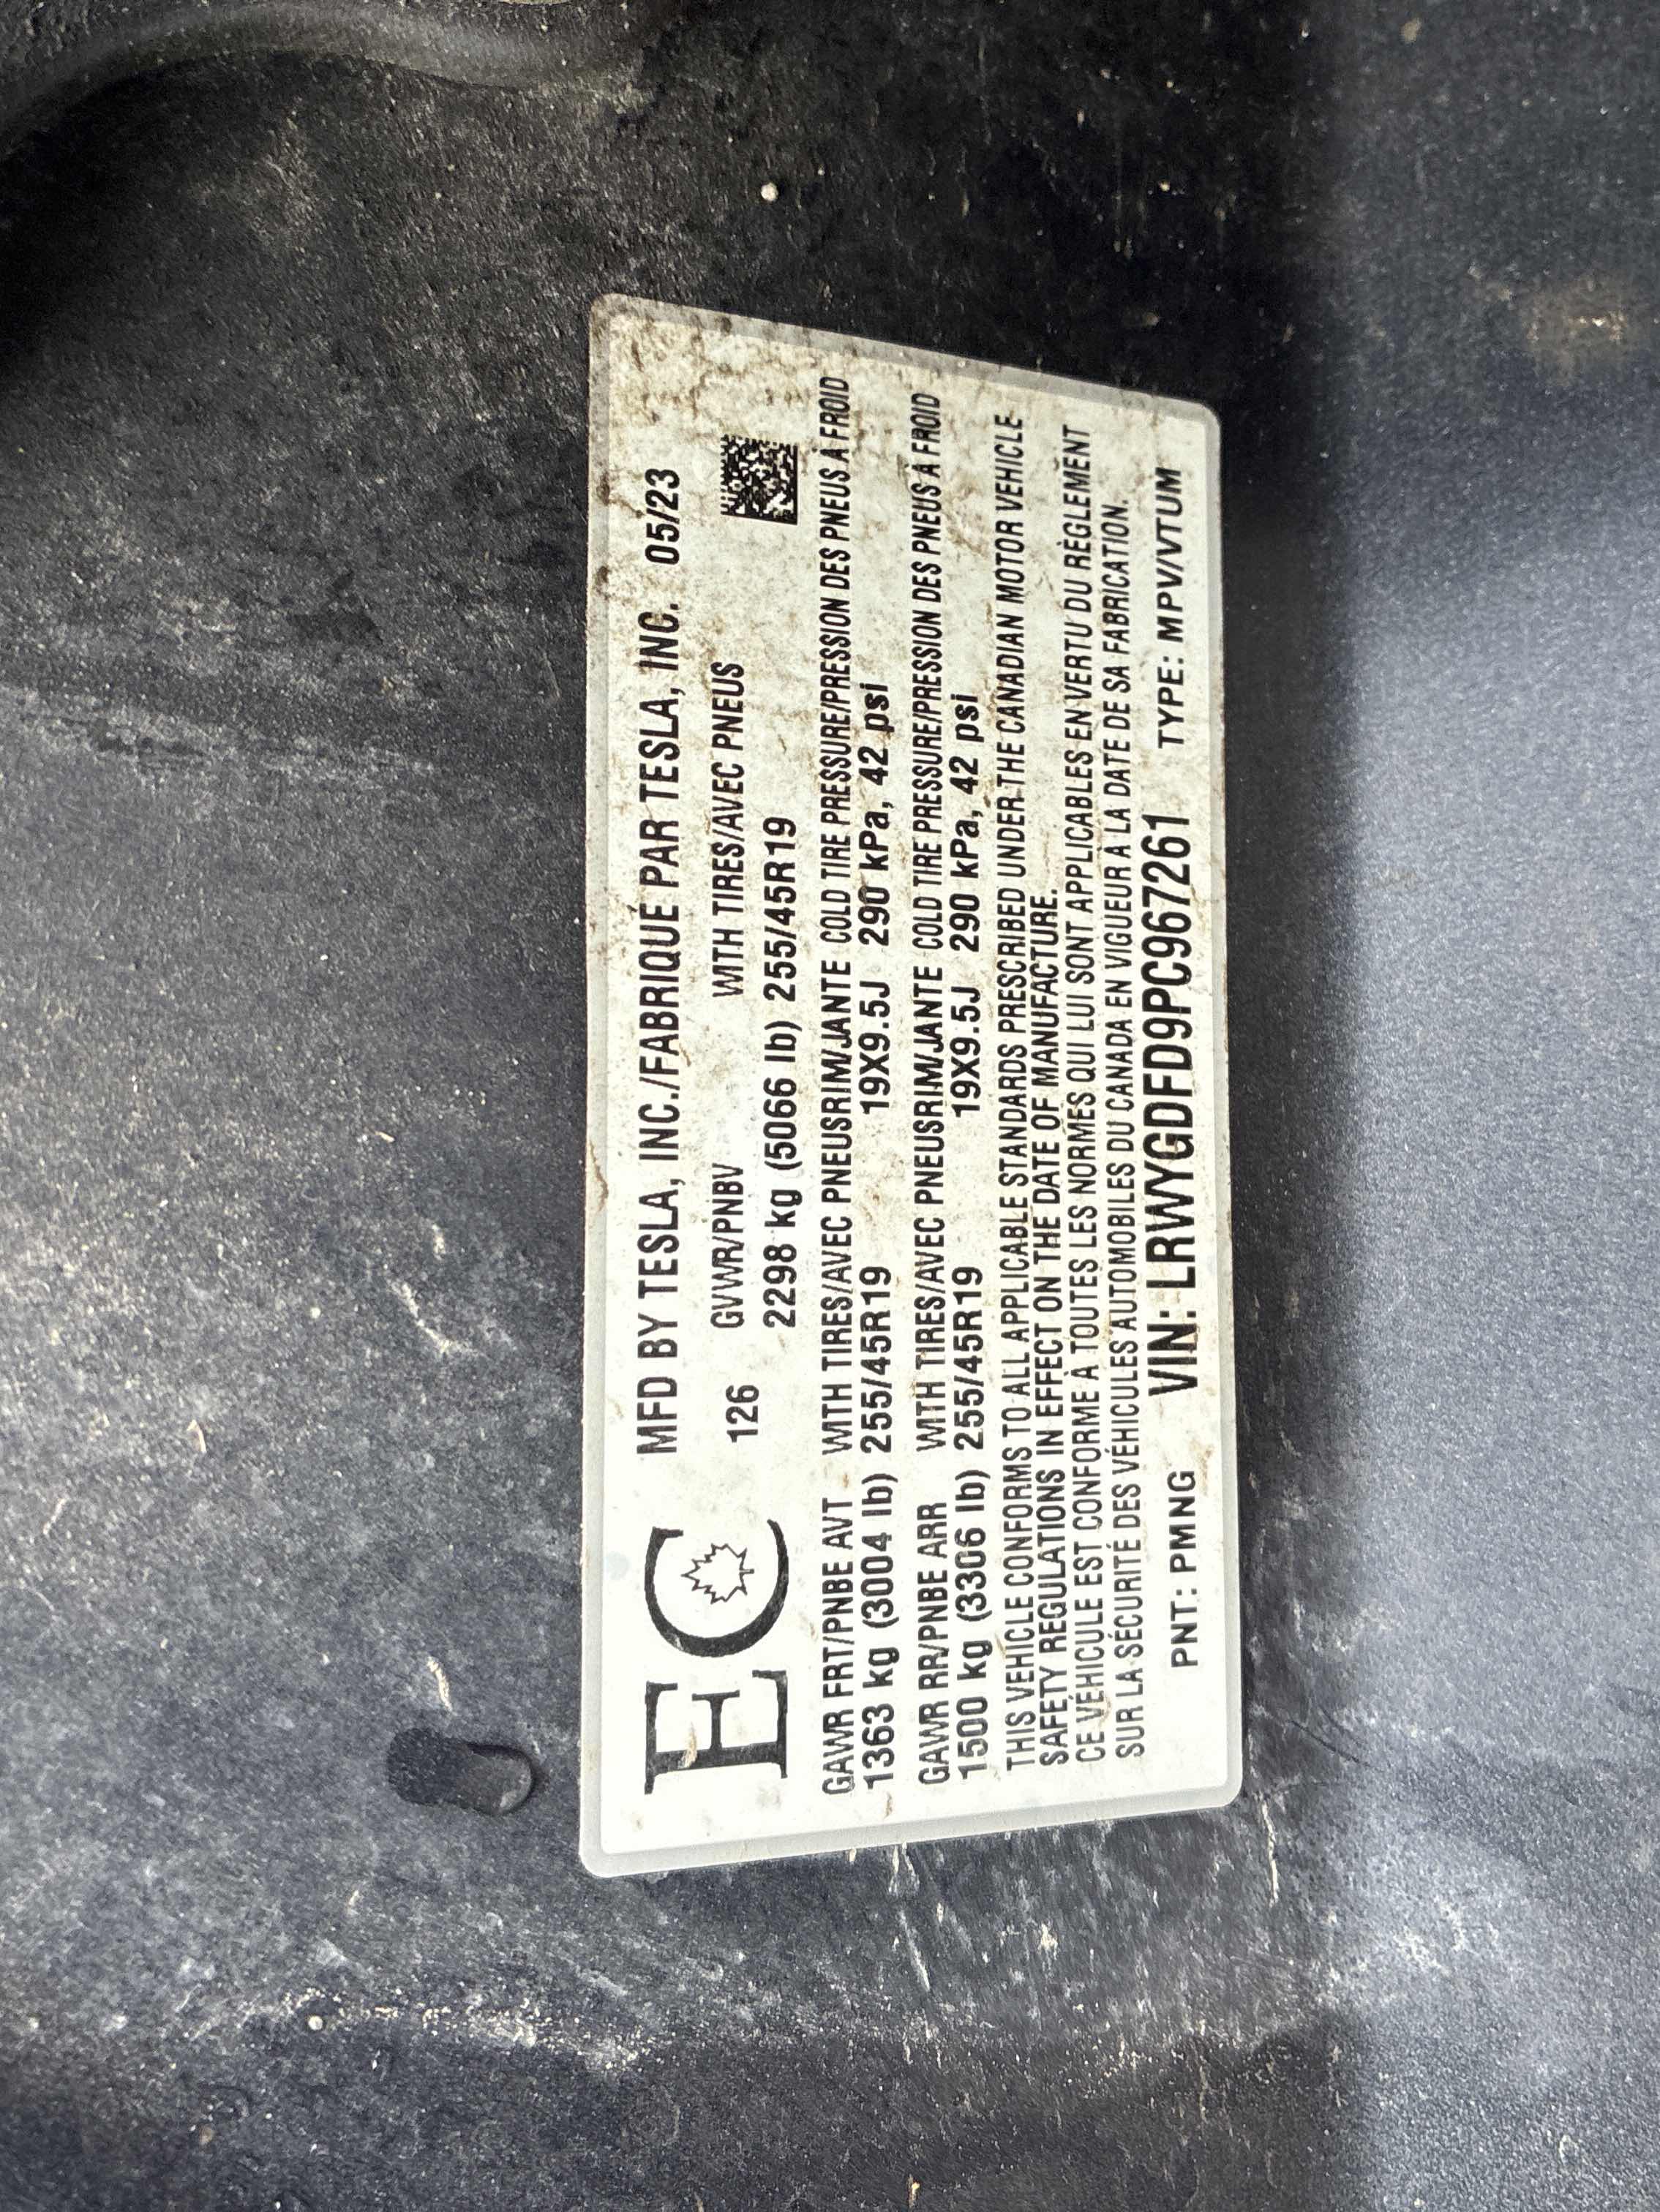 EC
MFD BY TESLA, INC./FABRIQUE PAR TESLA, INC. 05/23
126 GVWR/PNBV WITH TIRES/AVEC PNEUS
2298 kg (5066 lb) 255/45R19
GAWR FRT/PNBE AVT WITH TIRES/AVEC PNEUSRIM/JANTE COLD TIRE PRESSURE/PRESSION DES PNEUS À FROID
1363 kg (3004 lb) 255/45R19 19X9.5J 290 kPa, 42 psi
GAWR RR/PNBE ARR WITH TIRES/AVEC PNEUSRIM/JANTE COLD TIRE PRESSURE/PRESSION DES PNEUS À FROID
1500 kg (3306 lb) 255/45R19 19X9.5J 290 kPa, 42 psi
THIS VEHICLE CONFORMS TO ALL APPLICABLE STANDARDS PRESCRIBED UNDER THE CANADIAN MOTOR VEHICLE
SAFETY REGULATIONS IN EFFECT ON THE DATE OF MANUFACTURE.
CE VÉHICULE EST CONFORME À TOUTES LES NORMES QUI LUI SONT APPLICABLES EN VERTU DU RÈGLEMENT
SUR LA SÉCURITÉ DES VÉHICULES AUTOMOBILES DU CANADA EN VIGUEUR A LA DATE DE SA FABRICATION.
PNT: PMNG VIN: LRWYGDFD9PC967261 TYPE: MPV/VTUM